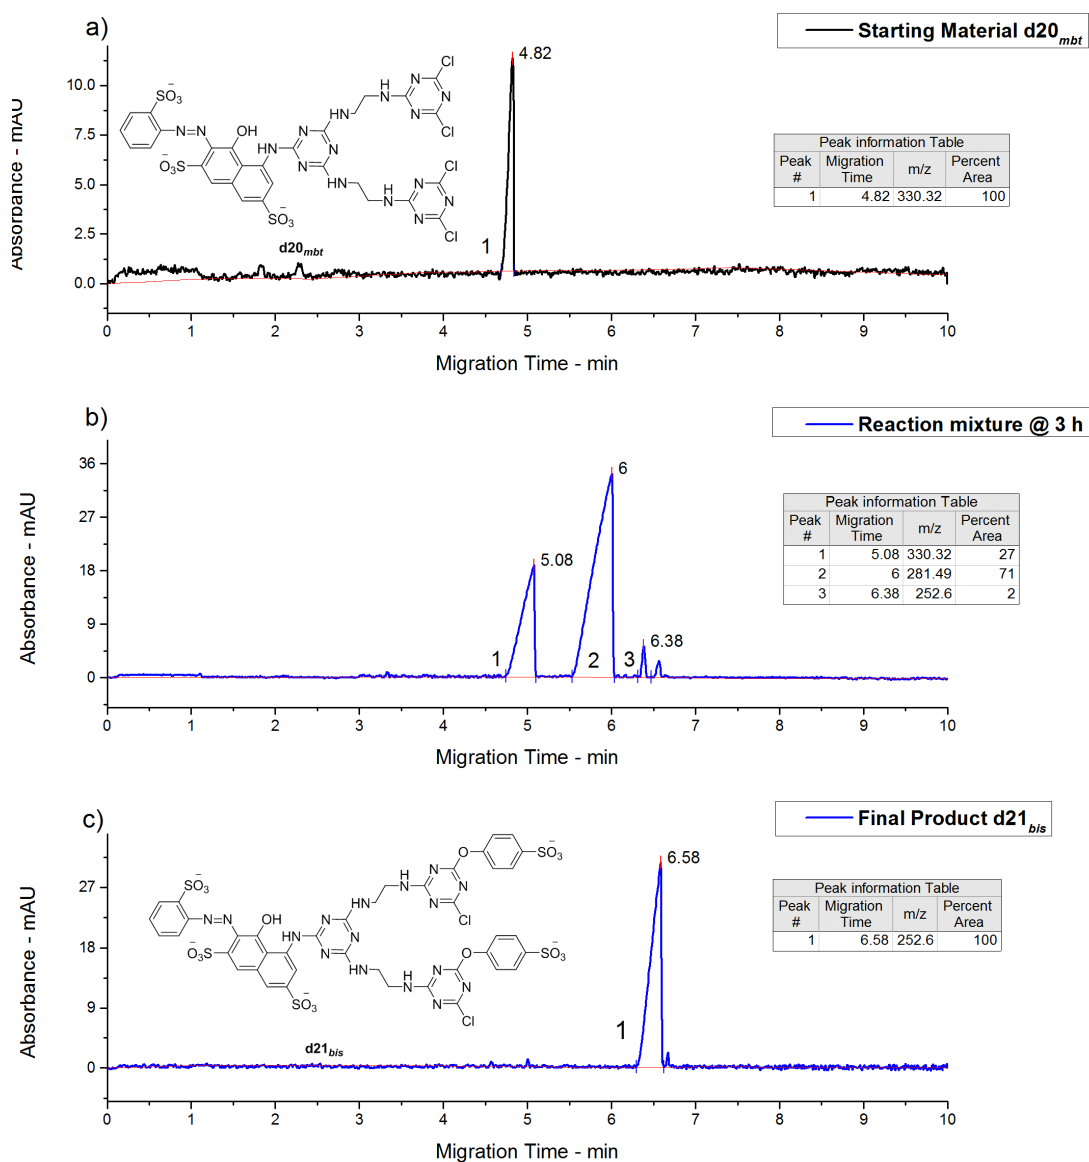 a)
Starting Material d20mbt
4.82
Absorbance - mAU
10.0
7.5
5.0
2.5
0.0
SO3−
N=N
OH
−O3S
SO3−
HN
N
N
N
HN
NH
HN
NH
N
N
N
Cl
Cl
N
N
N
Cl
Cl
d20mbt
1
Peak information Table
Peak # Migration Time m/z Percent Area
1 4.82 330.32 100
0 1 2 3 4 5 6 7 8 9 10
Migration Time - min
b)
Reaction mixture @ 3 h
Absorbance - mAU
36
27
18
9
0
5.08
6
6.38
1
2
3
Peak information Table
Peak # Migration Time m/z Percent Area
1 5.08 330.32 27
2 6 281.49 71
3 6.38 252.6 2
0 1 2 3 4 5 6 7 8 9 10
Migration Time - min
c)
Final Product d21bis
Absorbance - mAU
27
18
9
0
6.58
SO3−
N=N
OH
−O3S
SO3−
HN
N
N
N
HN
NH
HN
NH
N
N
N
O
Cl
SO3−
N
N
N
O
Cl
SO3−
d21bis
1
Peak information Table
Peak # Migration Time m/z Percent Area
1 6.58 252.6 100
0 1 2 3 4 5 6 7 8 9 10
Migration Time - min